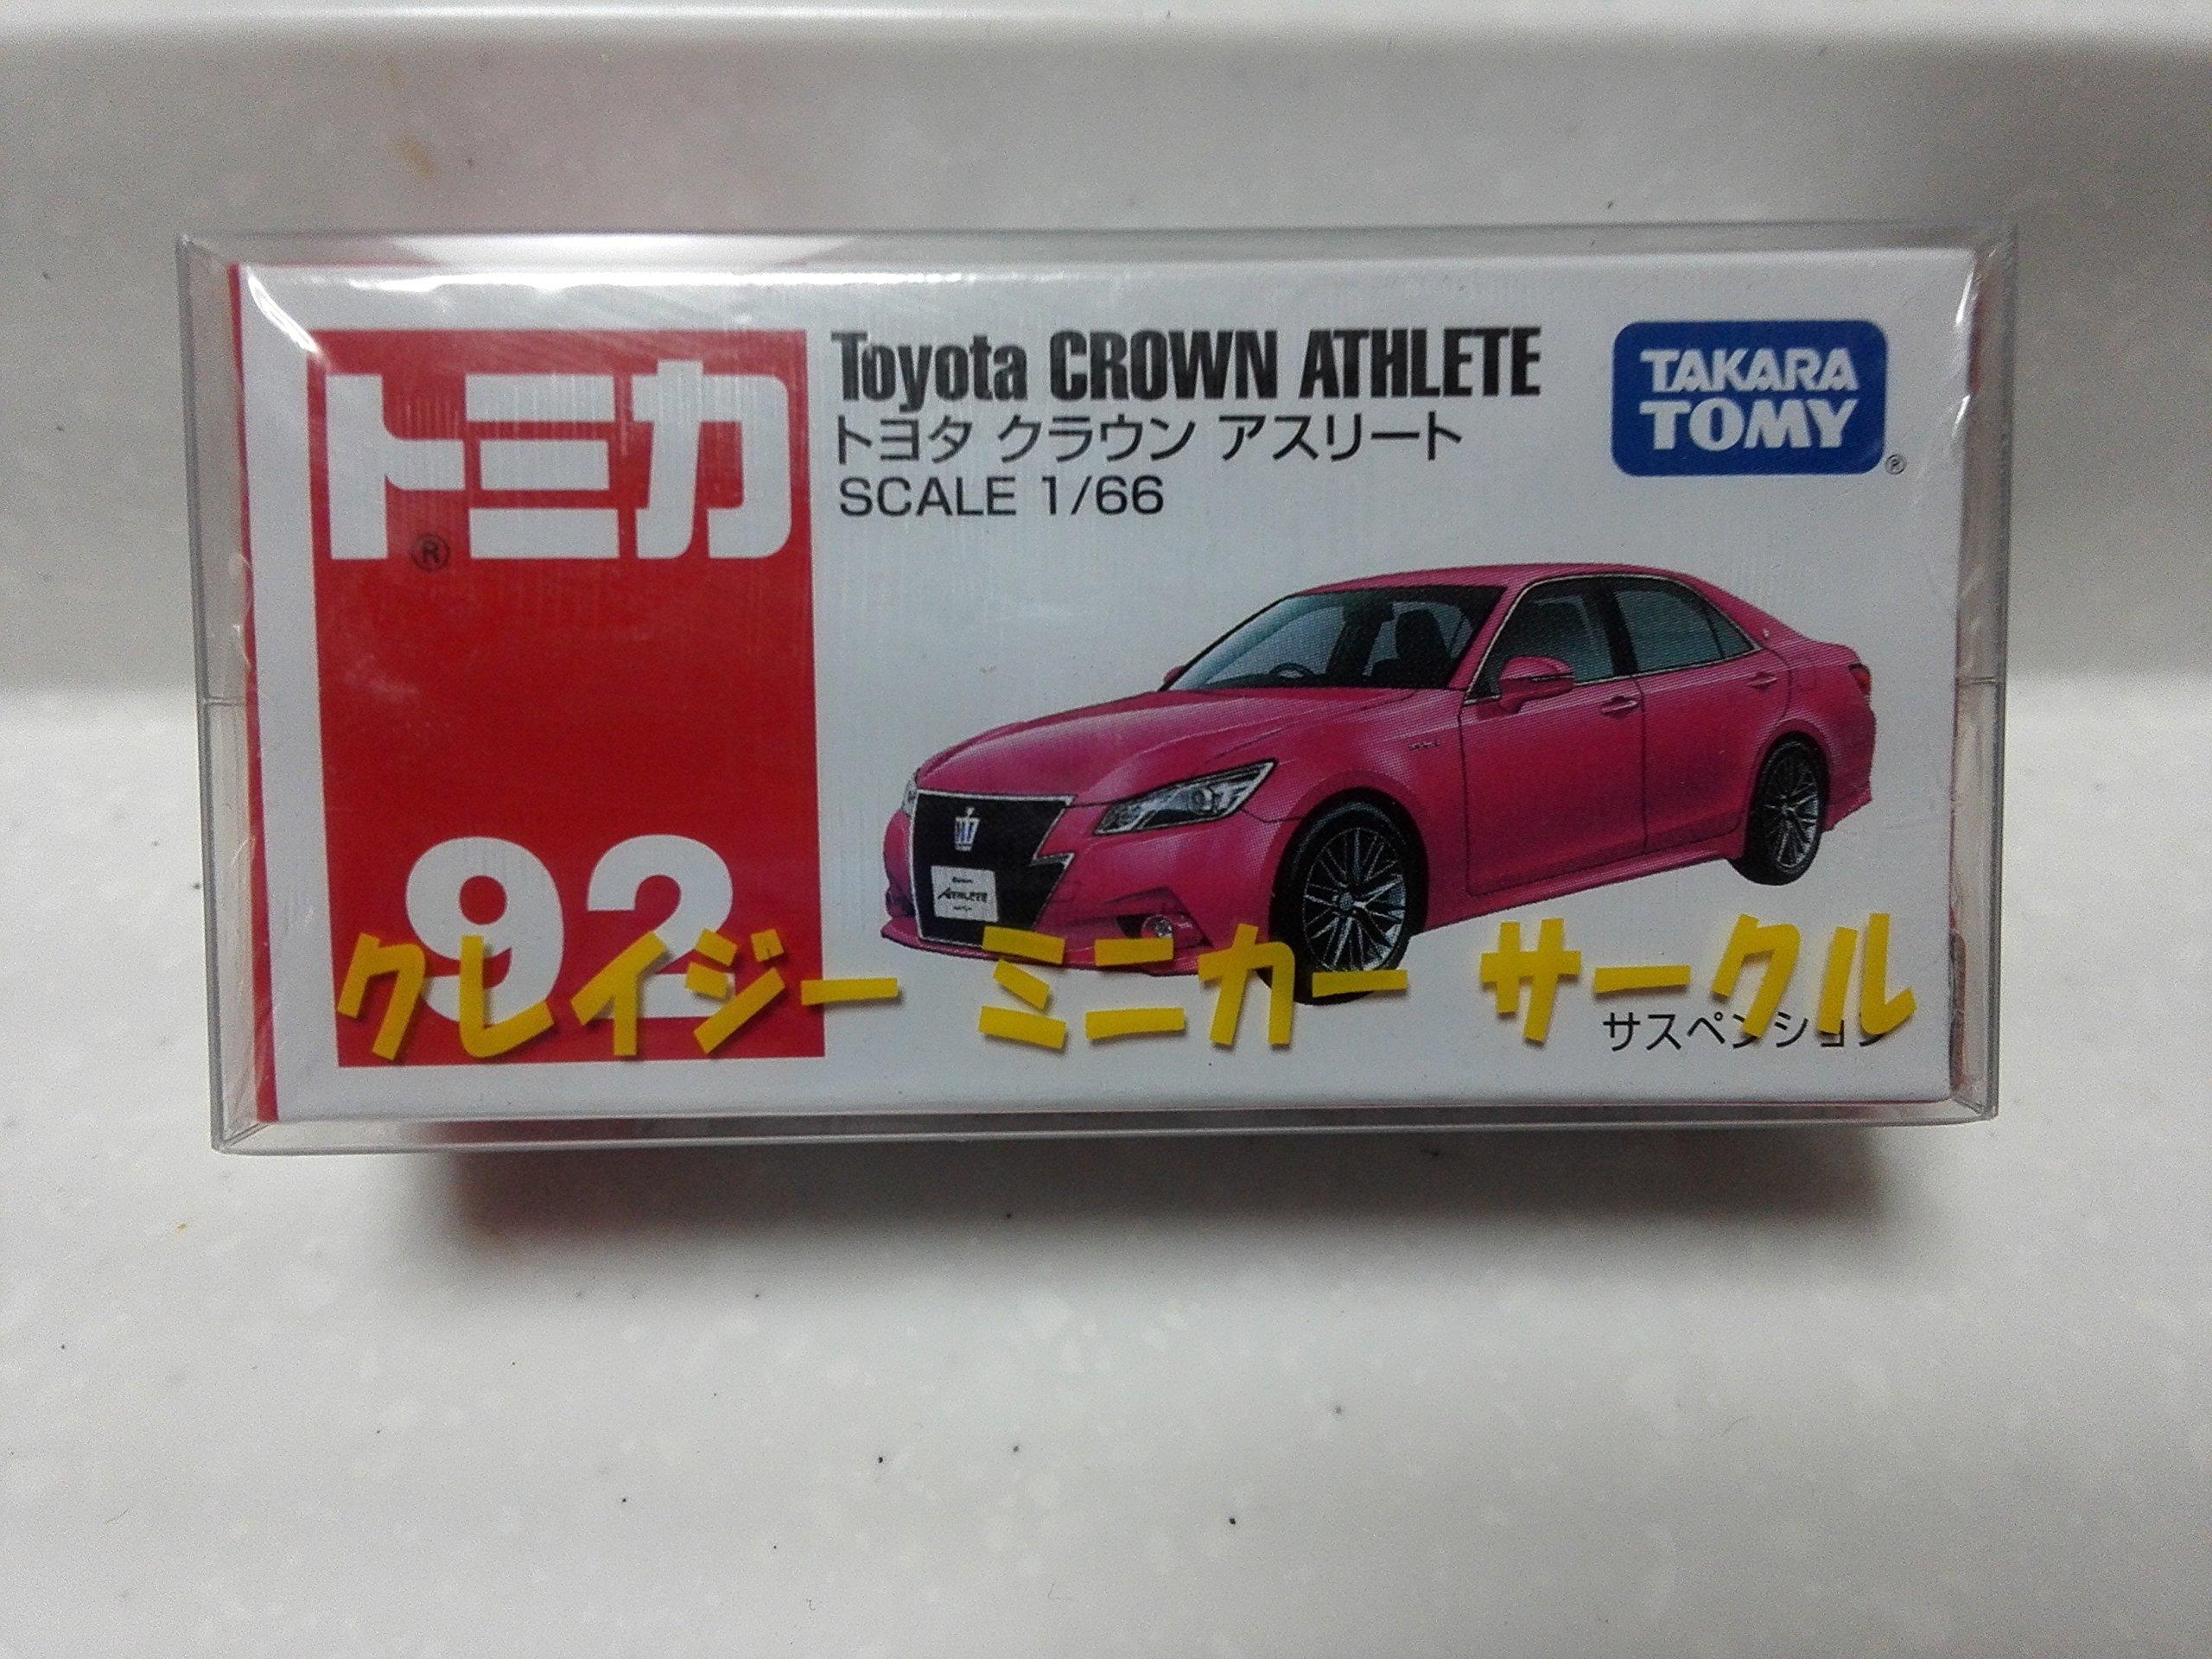 トミカ
®
Toyota CROWN ATHLETE
トヨタ クラウン アスリート
SCALE 1/66
TAKARA
TOMY
®
ATHLETE
92
クレイジー ミニカー サークル
サスペンション